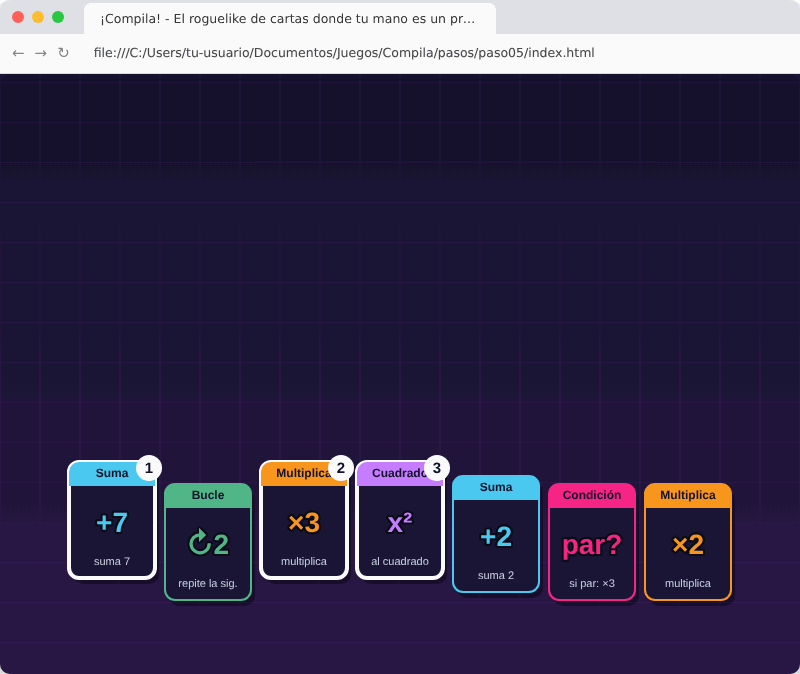 ¡Compila! - El roguelike de cartas donde tu mano es un pr...
file:///C:/Users/tu-usuario/Documentos/Juegos/Compila/pasos/paso05/index.html
Suma 1
+7
suma 7
Bucle
↻2
repite la sig.
Multiplica 2
×3
multiplica
Cuadrado 3
x²
al cuadrado
Suma
+2
suma 2
Condición
par?
si par: ×3
Multiplica
×2
multiplica